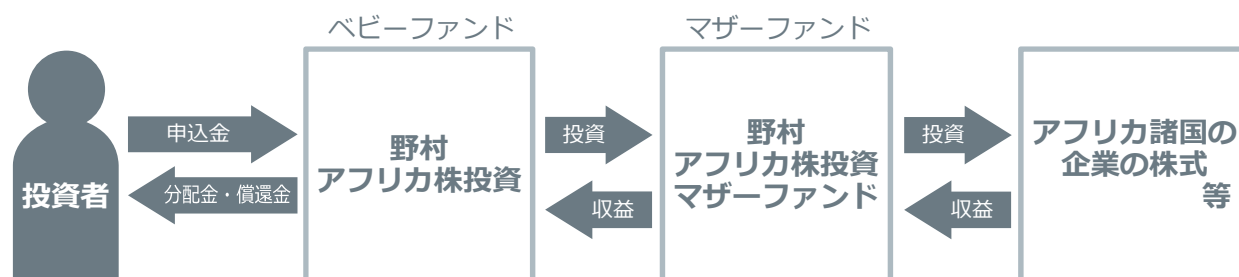 ベビーファンド
マザーファンド
投資者
申込金
分配金・償還金
野村
アフリカ株投資
投資
収益
野村
アフリカ株投資
マザーファンド
投資
収益
アフリカ諸国の
企業の株式
等